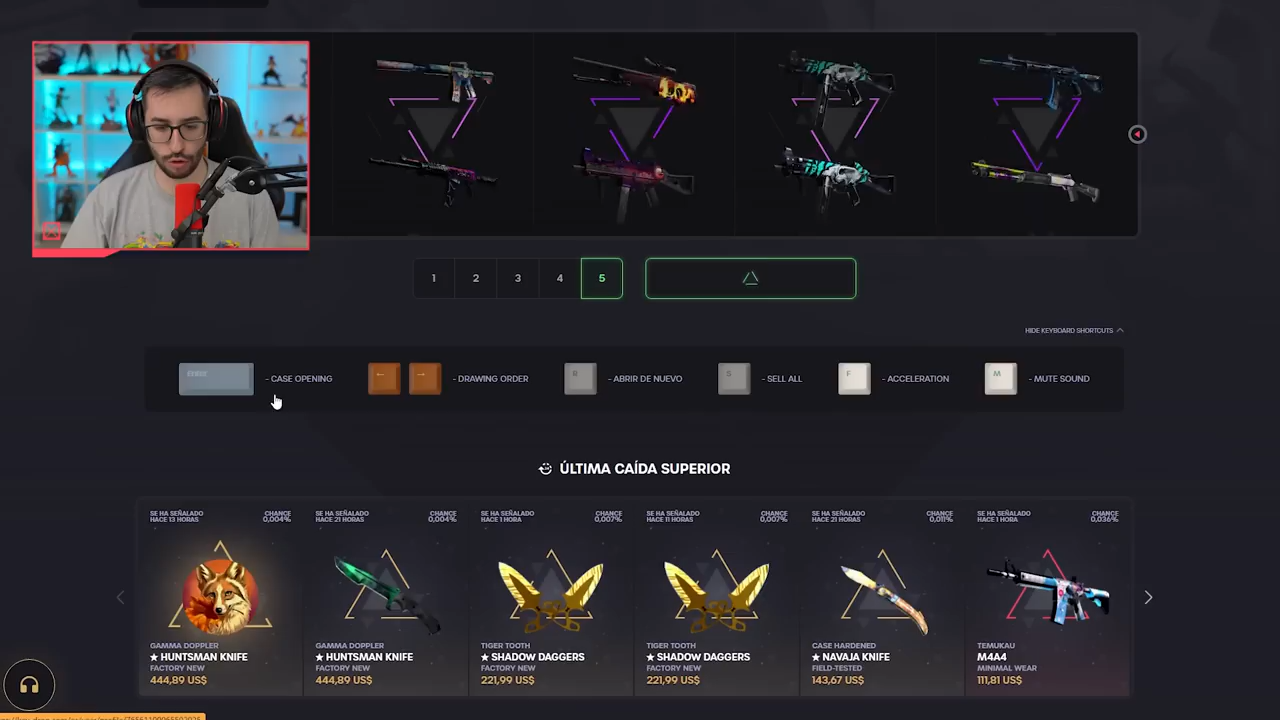 1
2
3
4
5
HIDE KEYBOARD SHORTCUTS
- CASE OPENING
← →
- DRAWING ORDER
R
- ABRIR DE NUEVO
S
- SELL ALL
F
- ACCELERATION
M
- MUTE SOUND
ÚLTIMA CAÍDA SUPERIOR
SE HA SEÑALADO
HACE 13 HORAS
CHANCE
0,004%
GAMMA DOPPLER
★ HUNTSMAN KNIFE
FACTORY NEW
444,89 US$
SE HA SEÑALADO
HACE 21 HORAS
CHANCE
0,004%
GAMMA DOPPLER
★ HUNTSMAN KNIFE
FACTORY NEW
444,89 US$
SE HA SEÑALADO
HACE 1 HORA
CHANCE
0,007%
TIGER TOOTH
★ SHADOW DAGGERS
FACTORY NEW
221,99 US$
SE HA SEÑALADO
HACE 11 HORAS
CHANCE
0,007%
TIGER TOOTH
★ SHADOW DAGGERS
FACTORY NEW
221,99 US$
SE HA SEÑALADO
HACE 21 HORAS
CHANCE
0,011%
CASE HARDENED
★ NAVAJA KNIFE
FIELD-TESTED
143,67 US$
SE HA SEÑALADO
HACE 1 HORA
CHANCE
0,036%
TEMUKAU
M4A4
MINIMAL WEAR
111,81 US$